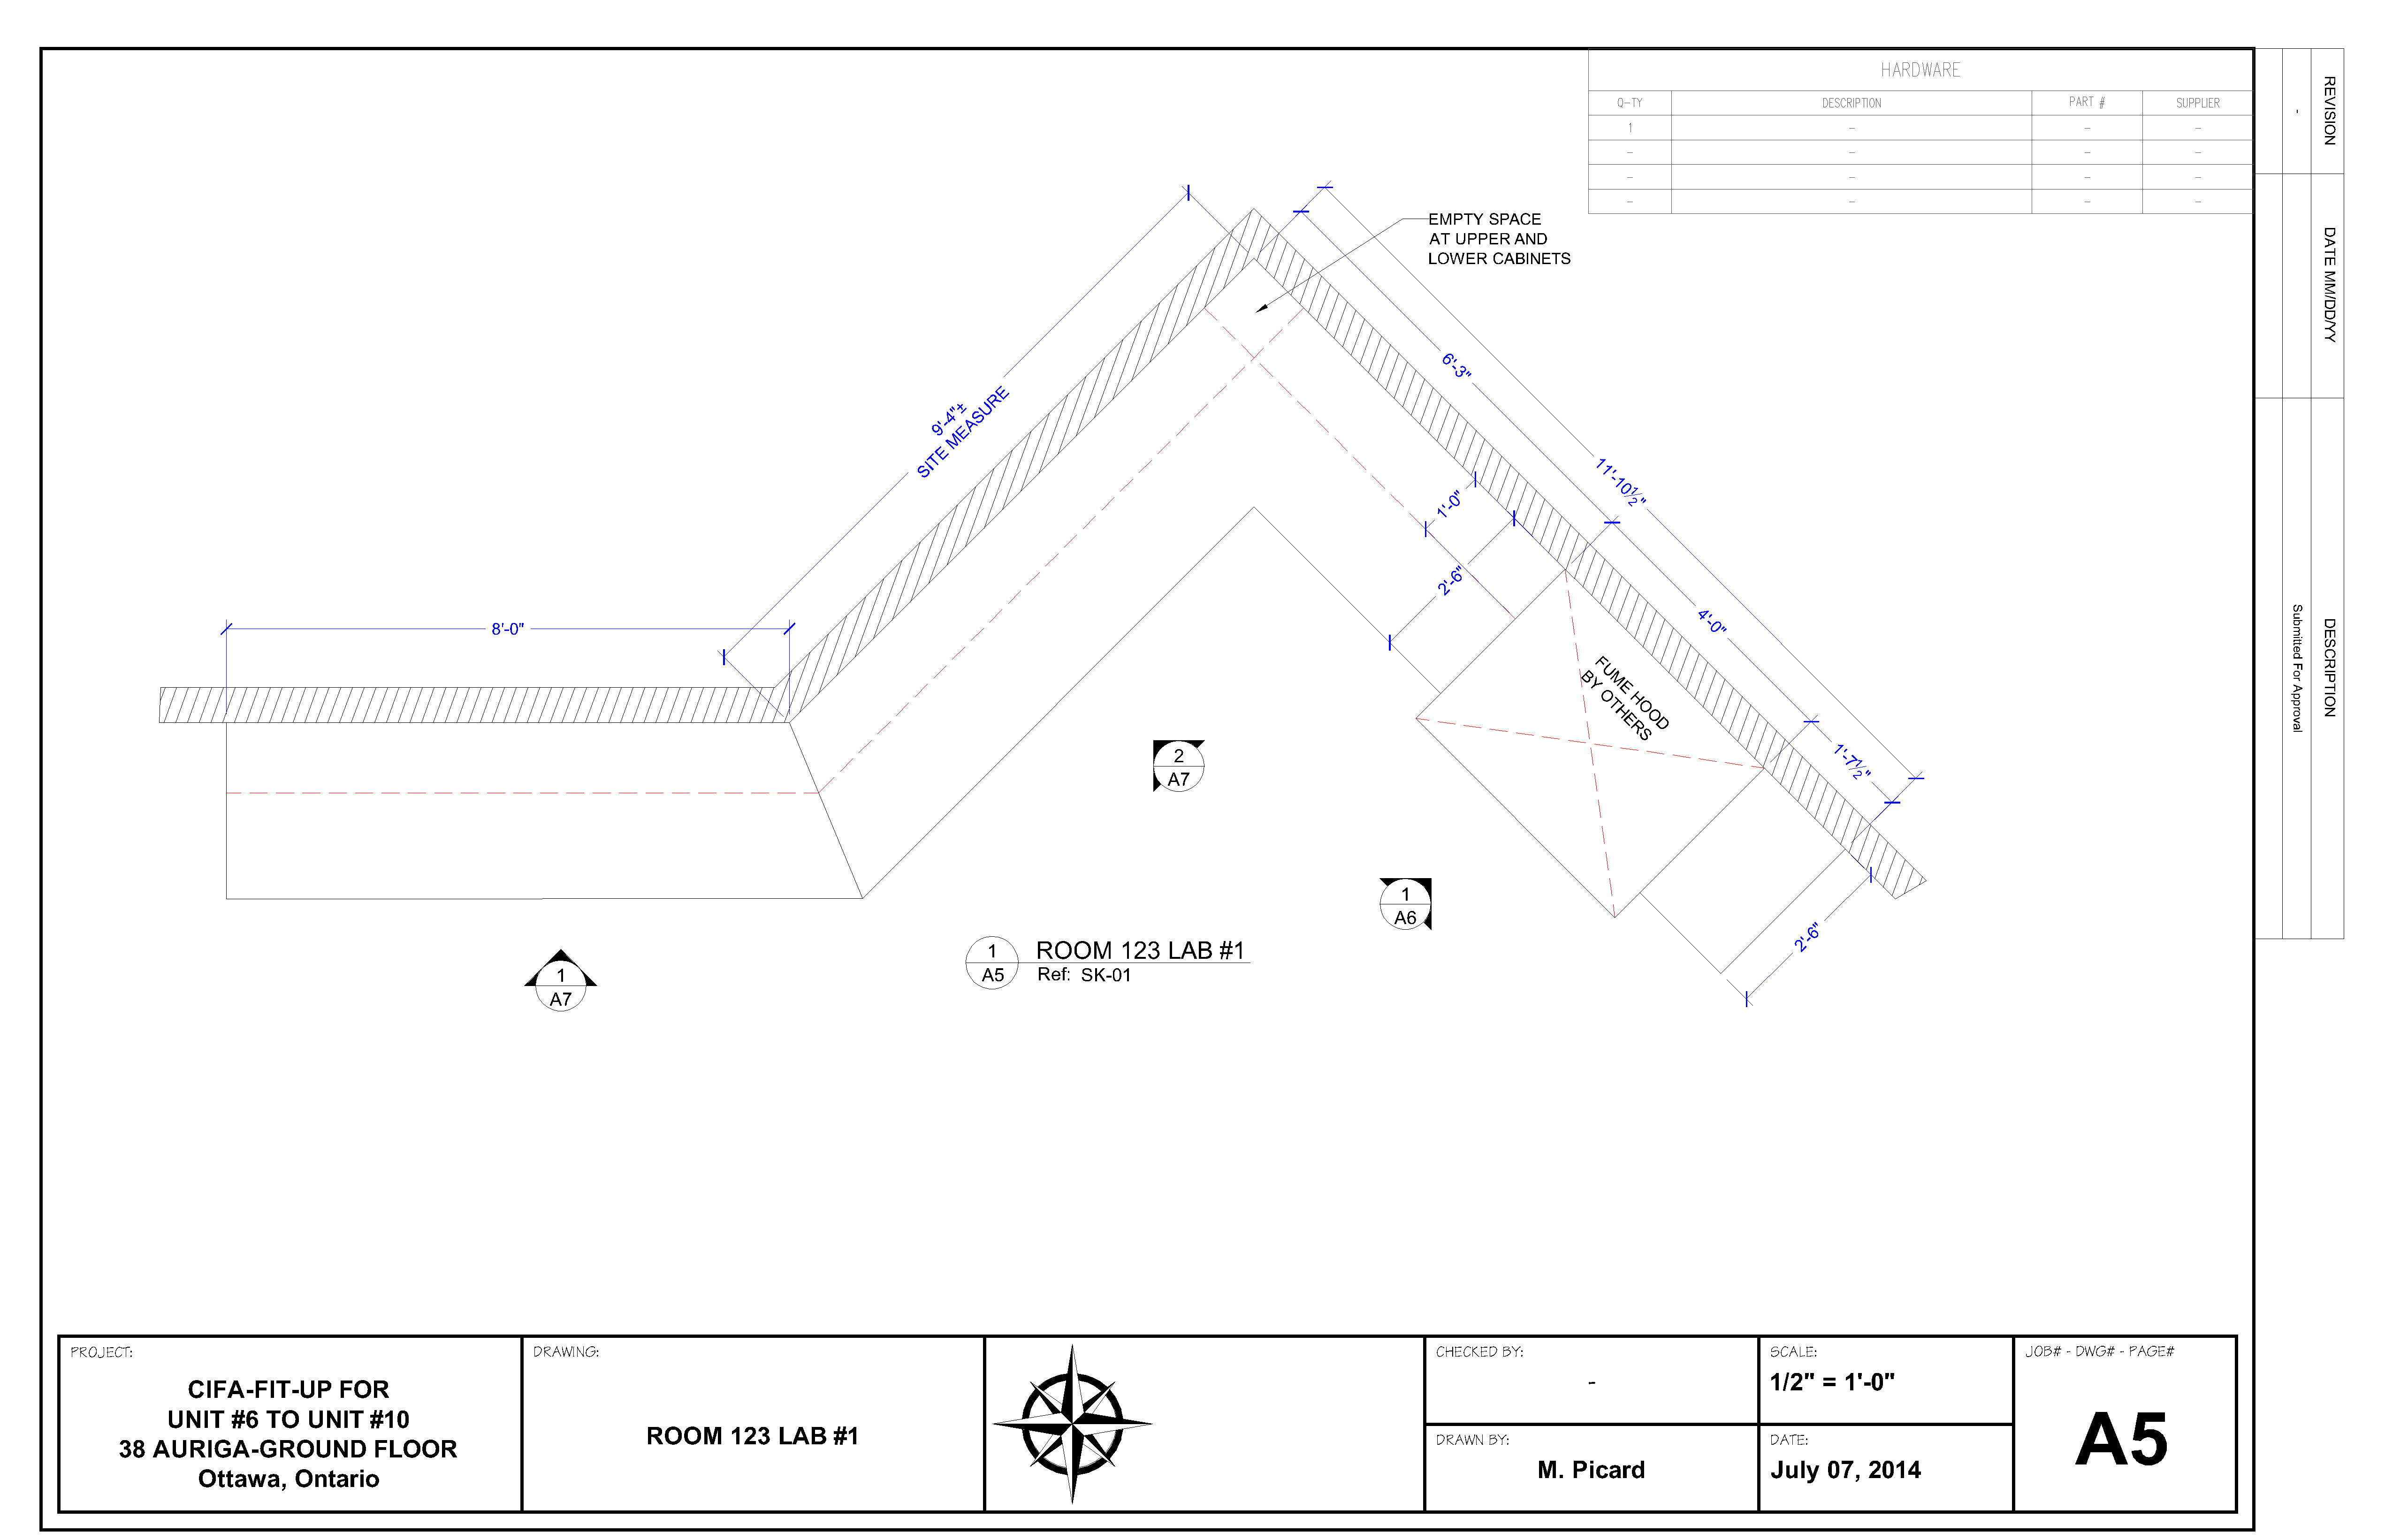 HARDWARE
Q-TY DESCRIPTION PART # SUPPLIER
1 - - -
- - - -
- - - -
- - - -
REVISION DATE MM/DD/YY DESCRIPTION
- Submitted For Approval
EMPTY SPACE
AT UPPER AND
LOWER CABINETS
9'-4"±
SITE MEASURE
6'-3"
11'-10½"
1'-0"
2'-6"
8'-0"
4'-0"
FUME HOOD
BY OTHERS
1'-7½"
2'-6"
2
A7
1
A6
1
A7
1
A5
ROOM 123 LAB #1
Ref: SK-01
PROJECT:
CIFA-FIT-UP FOR
UNIT #6 TO UNIT #10
38 AURIGA-GROUND FLOOR
Ottawa, Ontario
DRAWING:
ROOM 123 LAB #1
CHECKED BY:
-
DRAWN BY:
M. Picard
SCALE:
1/2" = 1'-0"
DATE:
July 07, 2014
JOB# - DWG# - PAGE#
A5